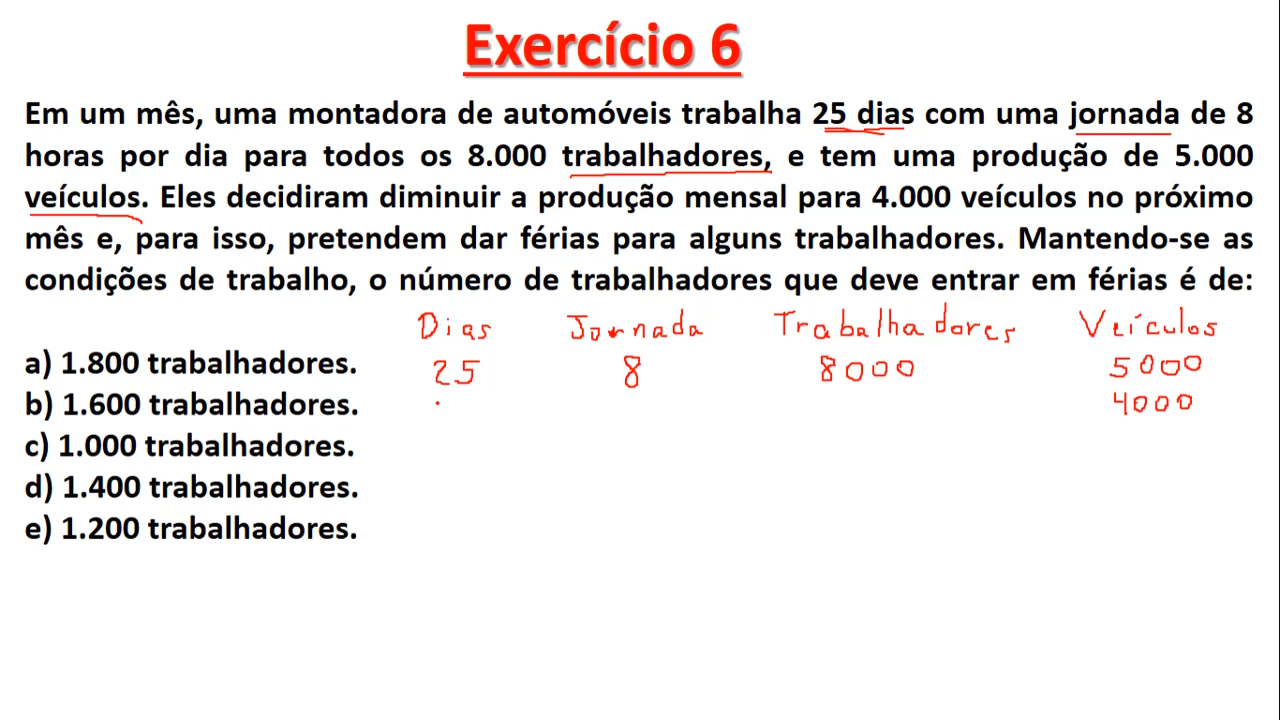 Exercício 6
Em um mês, uma montadora de automóveis trabalha 25 dias com uma jornada de 8
horas por dia para todos os 8.000 trabalhadores, e tem uma produção de 5.000
veículos. Eles decidiram diminuir a produção mensal para 4.000 veículos no próximo
mês e, para isso, pretendem dar férias para alguns trabalhadores. Mantendo-se as
condições de trabalho, o número de trabalhadores que deve entrar em férias é de:
Dias Jornada Trabalhadores Veículos
a) 1.800 trabalhadores. 25 8 8000 5000
b) 1.600 trabalhadores. 4000
c) 1.000 trabalhadores.
d) 1.400 trabalhadores.
e) 1.200 trabalhadores.